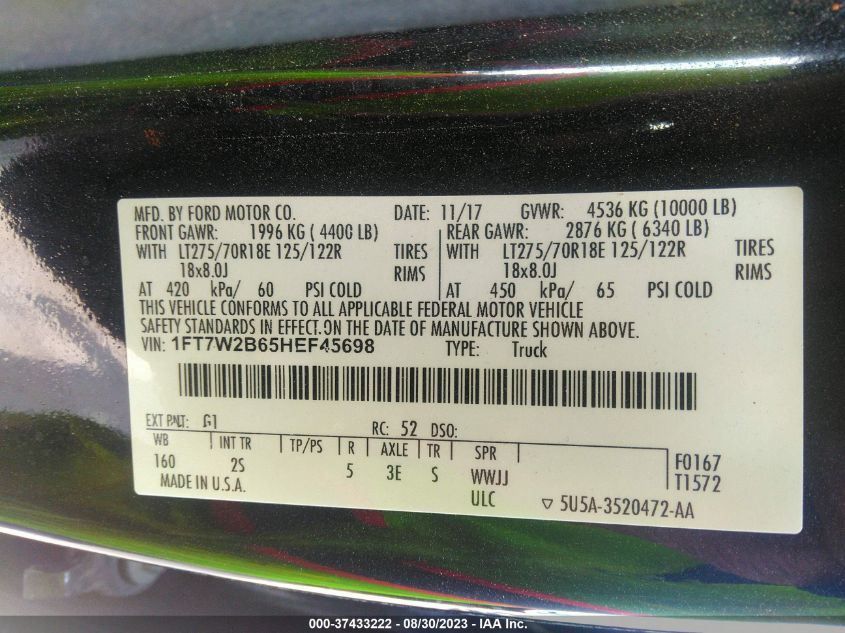 MFD. BY FORD MOTOR CO. DATE: 11/17 GVWR: 4536 KG (10000 LB)
FRONT GAWR: 1996 KG ( 4400 LB) REAR GAWR: 2876 KG ( 6340 LB)
WITH LT275/70R18E 125/122R TIRES WITH LT275/70R18E 125/122R TIRES
18x8.0J RIMS 18x8.0J RIMS
AT 420 kPa/ 60 PSI COLD AT 450 kPa/ 65 PSI COLD
THIS VEHICLE CONFORMS TO ALL APPLICABLE FEDERAL MOTOR VEHICLE
SAFETY STANDARDS IN EFFECT ON THE DATE OF MANUFACTURE SHOWN ABOVE.
VIN: 1FT7W2B65HEF45698 TYPE: Truck
EXT PNT: G1 RC: 52 DSO:
WB INT TR TP/PS R AXLE TR SPR F0167
160 2S 5 3E S WWJJ T1572
MADE IN U.S.A. ULC ▽ 5U5A-3520472-AA
000-37433222 - 08/30/2023 - IAA Inc.